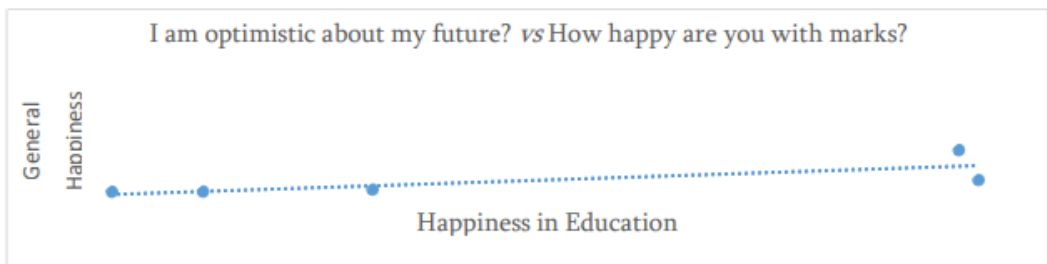 I am optimistic about my future? vs How happy are you with marks?
General
Happiness
Happiness in Education